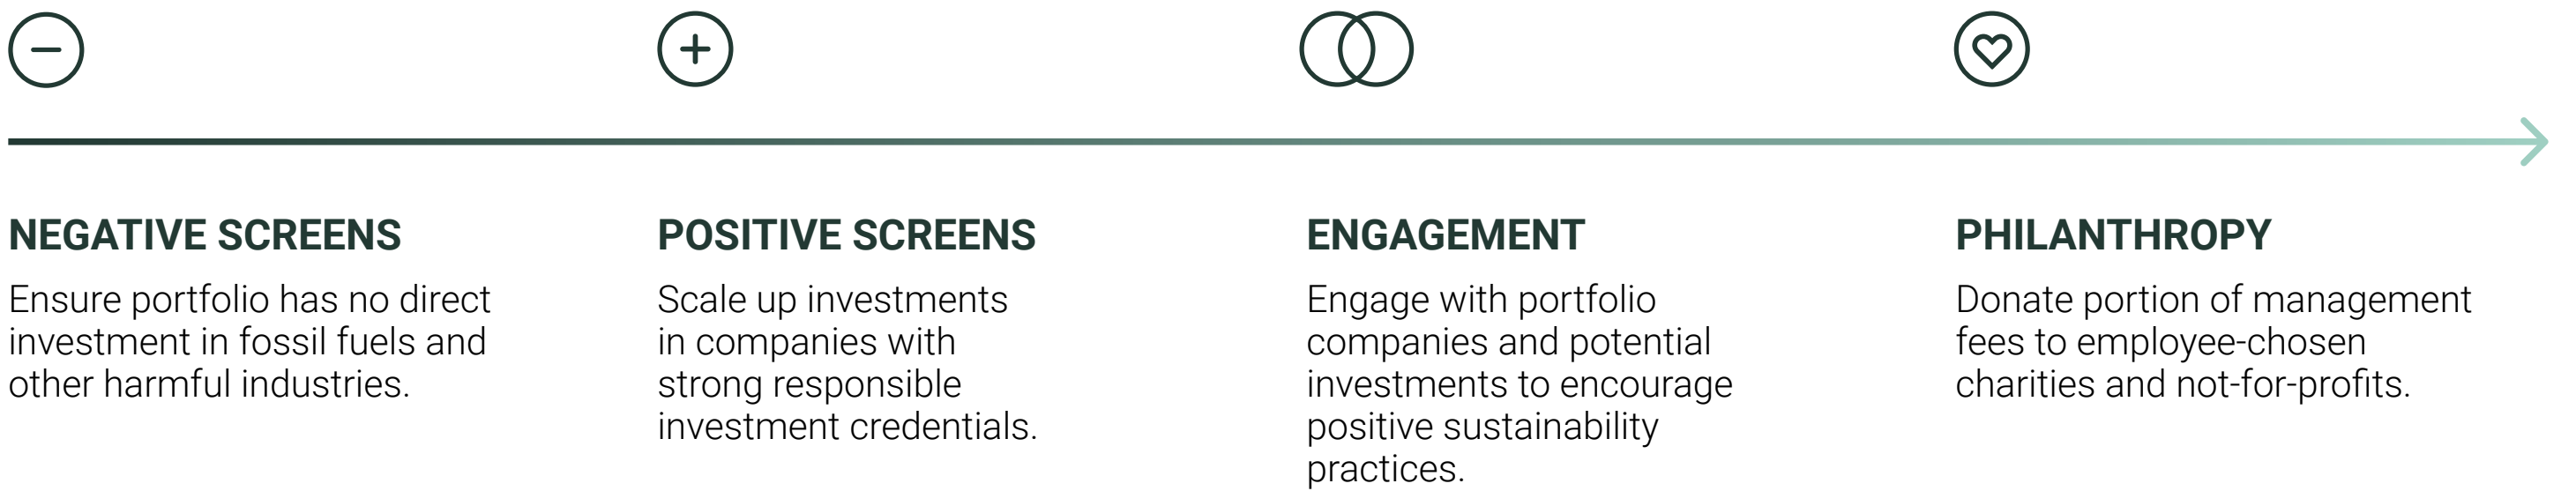 NEGATIVE SCREENS
Ensure portfolio has no direct
investment in fossil fuels and
other harmful industries.
POSITIVE SCREENS
Scale up investments
in companies with
strong responsible
investment credentials.
ENGAGEMENT
Engage with portfolio
companies and potential
investments to encourage
positive sustainability
practices.
PHILANTHROPY
Donate portion of management
fees to employee-chosen
charities and not-for-profits.